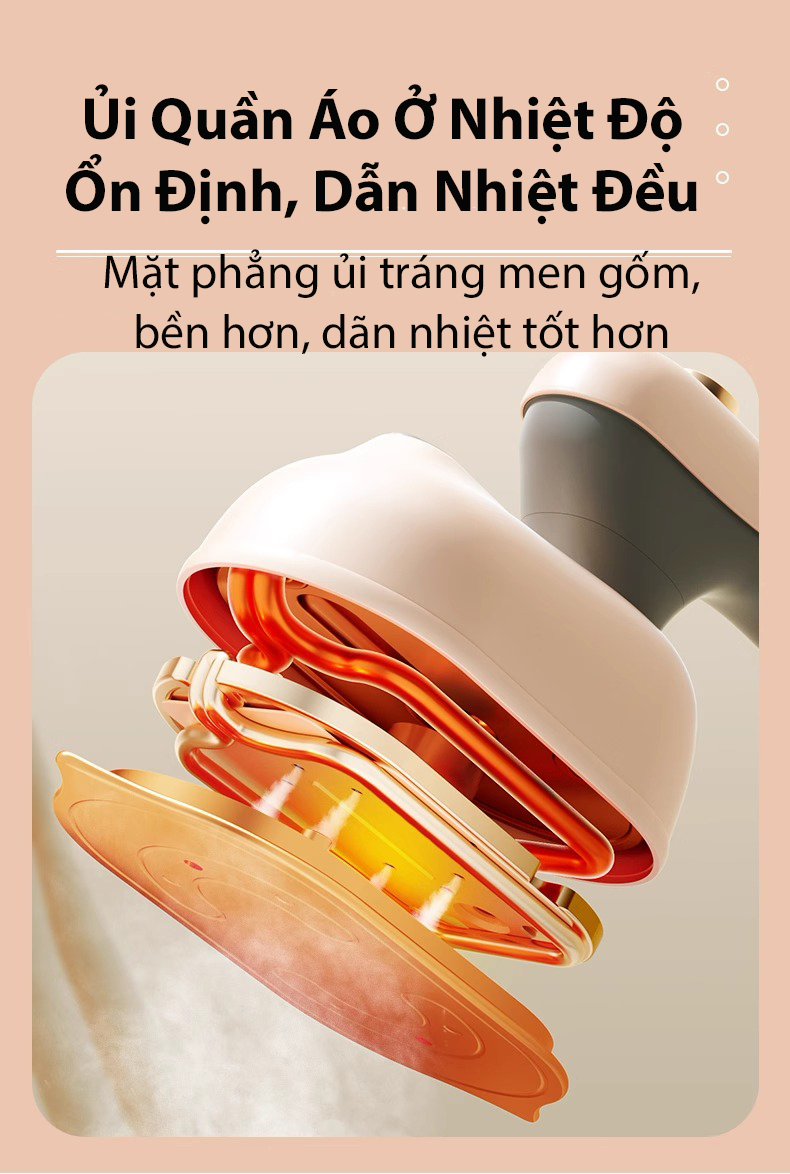 Ủi Quần Áo Ở Nhiệt Độ
Ổn Định, Dẫn Nhiệt Đều
Mặt phẳng ủi tráng men gốm,
bền hơn, dãn nhiệt tốt hơn